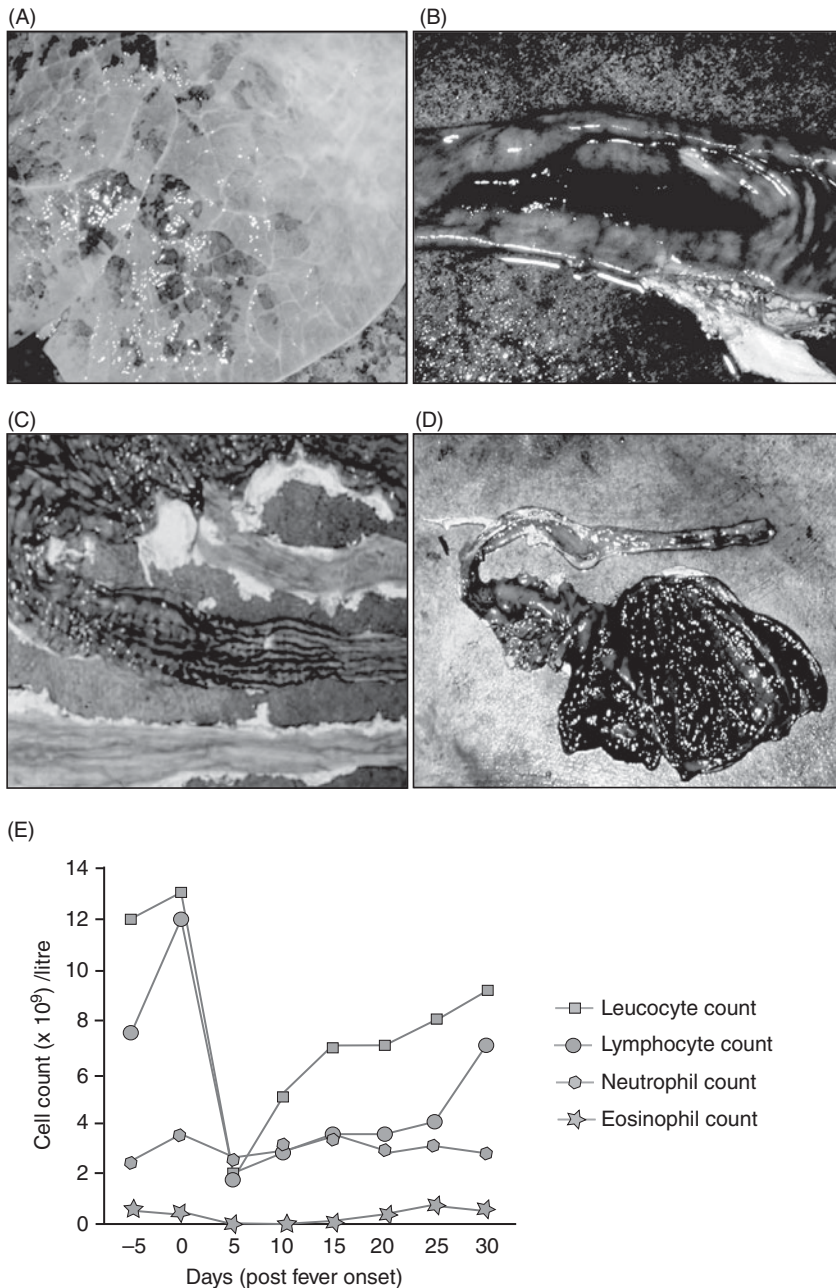 (A)
(B)
(C)
(D)
(E)
14
12
10
8
6
4
2
0
Cell count (x 10⁹) /litre
−5 0 5 10 15 20 25 30
Days (post fever onset)
Leucocyte count
Lymphocyte count
Neutrophil count
Eosinophil count